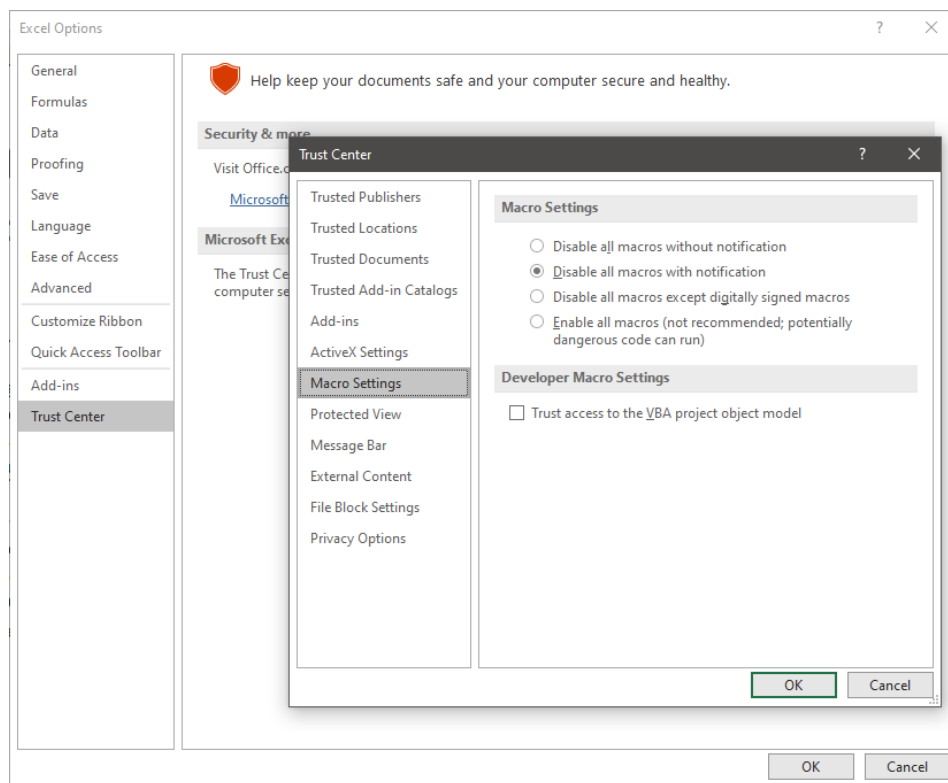 Excel Options
?
General
Formulas
Data
Proofing
Save
Language
Ease of Access
Advanced
Customize Ribbon
Quick Access Toolbar
Add-ins
Trust Center
Help keep your documents safe and your computer secure and healthy.
Security & more
Visit Office.c
Microsoft
Microsoft Exc
The Trust Ce
computer se
Trust Center
?
Trusted Publishers
Trusted Locations
Trusted Documents
Trusted Add-in Catalogs
Add-ins
ActiveX Settings
Macro Settings
Protected View
Message Bar
External Content
File Block Settings
Privacy Options
Macro Settings
Disable all macros without notification
Disable all macros with notification
Disable all macros except digitally signed macros
Enable all macros (not recommended; potentially
dangerous code can run)
Developer Macro Settings
Trust access to the VBA project object model
OK
Cancel
OK
Cancel